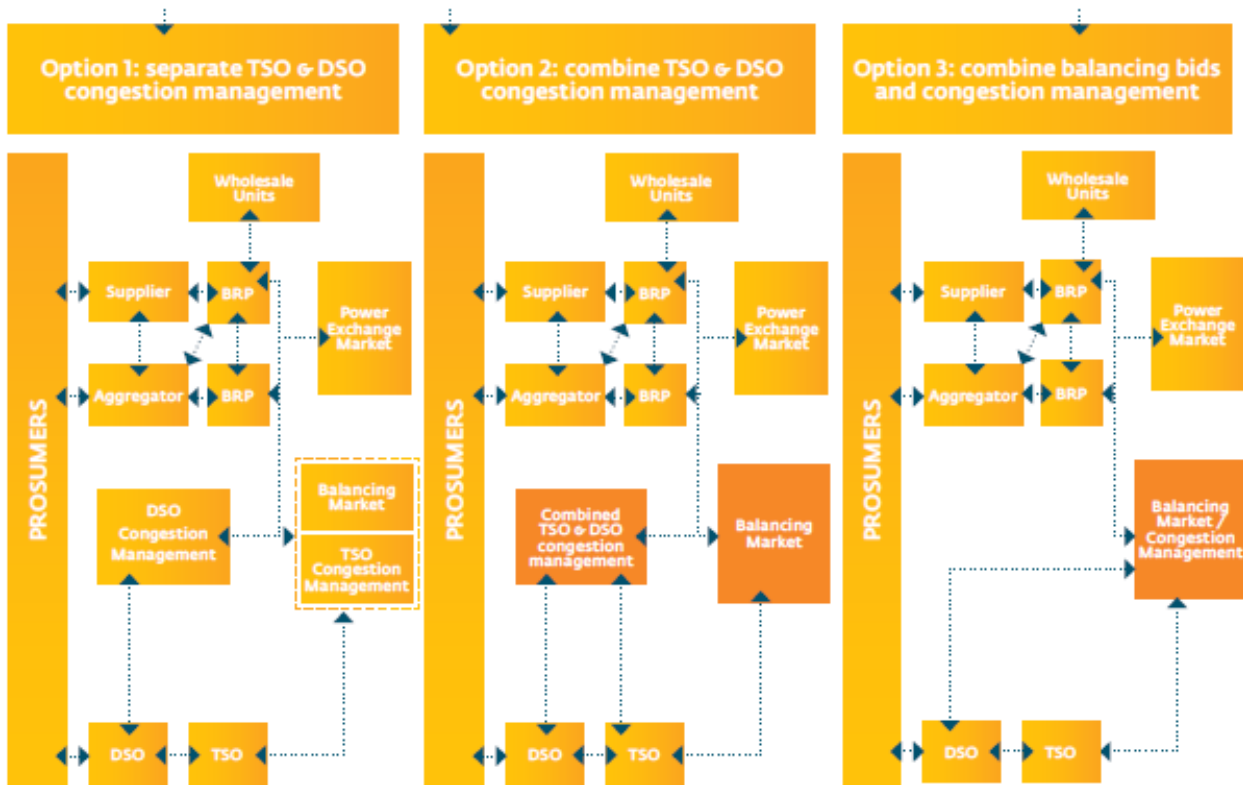 Option 1: separate TSO & DSO
congestion management
Option 2: combine TSO & DSO
congestion management
Option 3: combine balancing bids
and congestion management
PROSUMERS
Wholesale
Units
Supplier
BRP
Power
Exchange
Market
Aggregator
BRP
DSO
Congestion
Management
Balancing
Market
TSO
Congestion
Management
DSO
TSO
PROSUMERS
Wholesale
Units
Supplier
BRP
Power
Exchange
Market
Aggregator
BRP
Combined
TSO & DSO
congestion
management
Balancing
Market
DSO
TSO
PROSUMERS
Wholesale
Units
Supplier
BRP
Power
Exchange
Market
Aggregator
BRP
Balancing
Market /
Congestion
Management
DSO
TSO